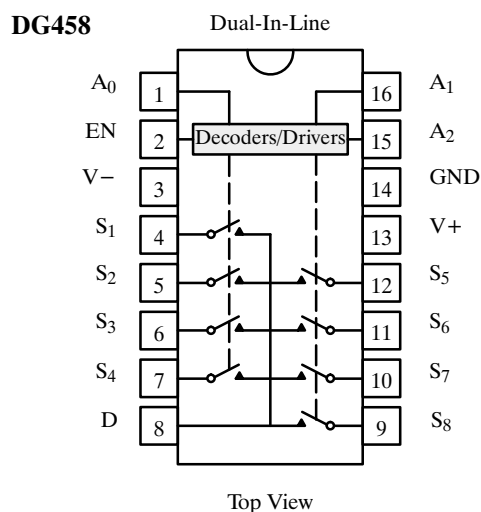 DG458 Dual-In-Line
A0 1 16 A1
EN 2 Decoders/Drivers 15 A2
V− 3 14 GND
S1 4 13 V+
S2 5 12 S5
S3 6 11 S6
S4 7 10 S7
D 8 9 S8
Top View